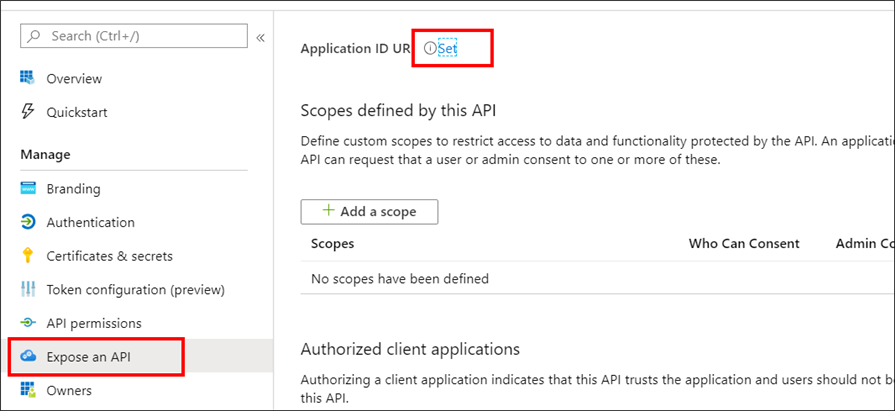 Search (Ctrl+/)
«
Overview
Quickstart
Manage
Branding
Authentication
Certificates & secrets
Token configuration (preview)
API permissions
Expose an API
Owners
Application ID UR Set
Scopes defined by this API
Define custom scopes to restrict access to data and functionality protected by the API. An applicatio
API can request that a user or admin consent to one or more of these.
+ Add a scope
Scopes Who Can Consent Admin Co
No scopes have been defined
Authorized client applications
Authorizing a client application indicates that this API trusts the application and users should not be
this API.